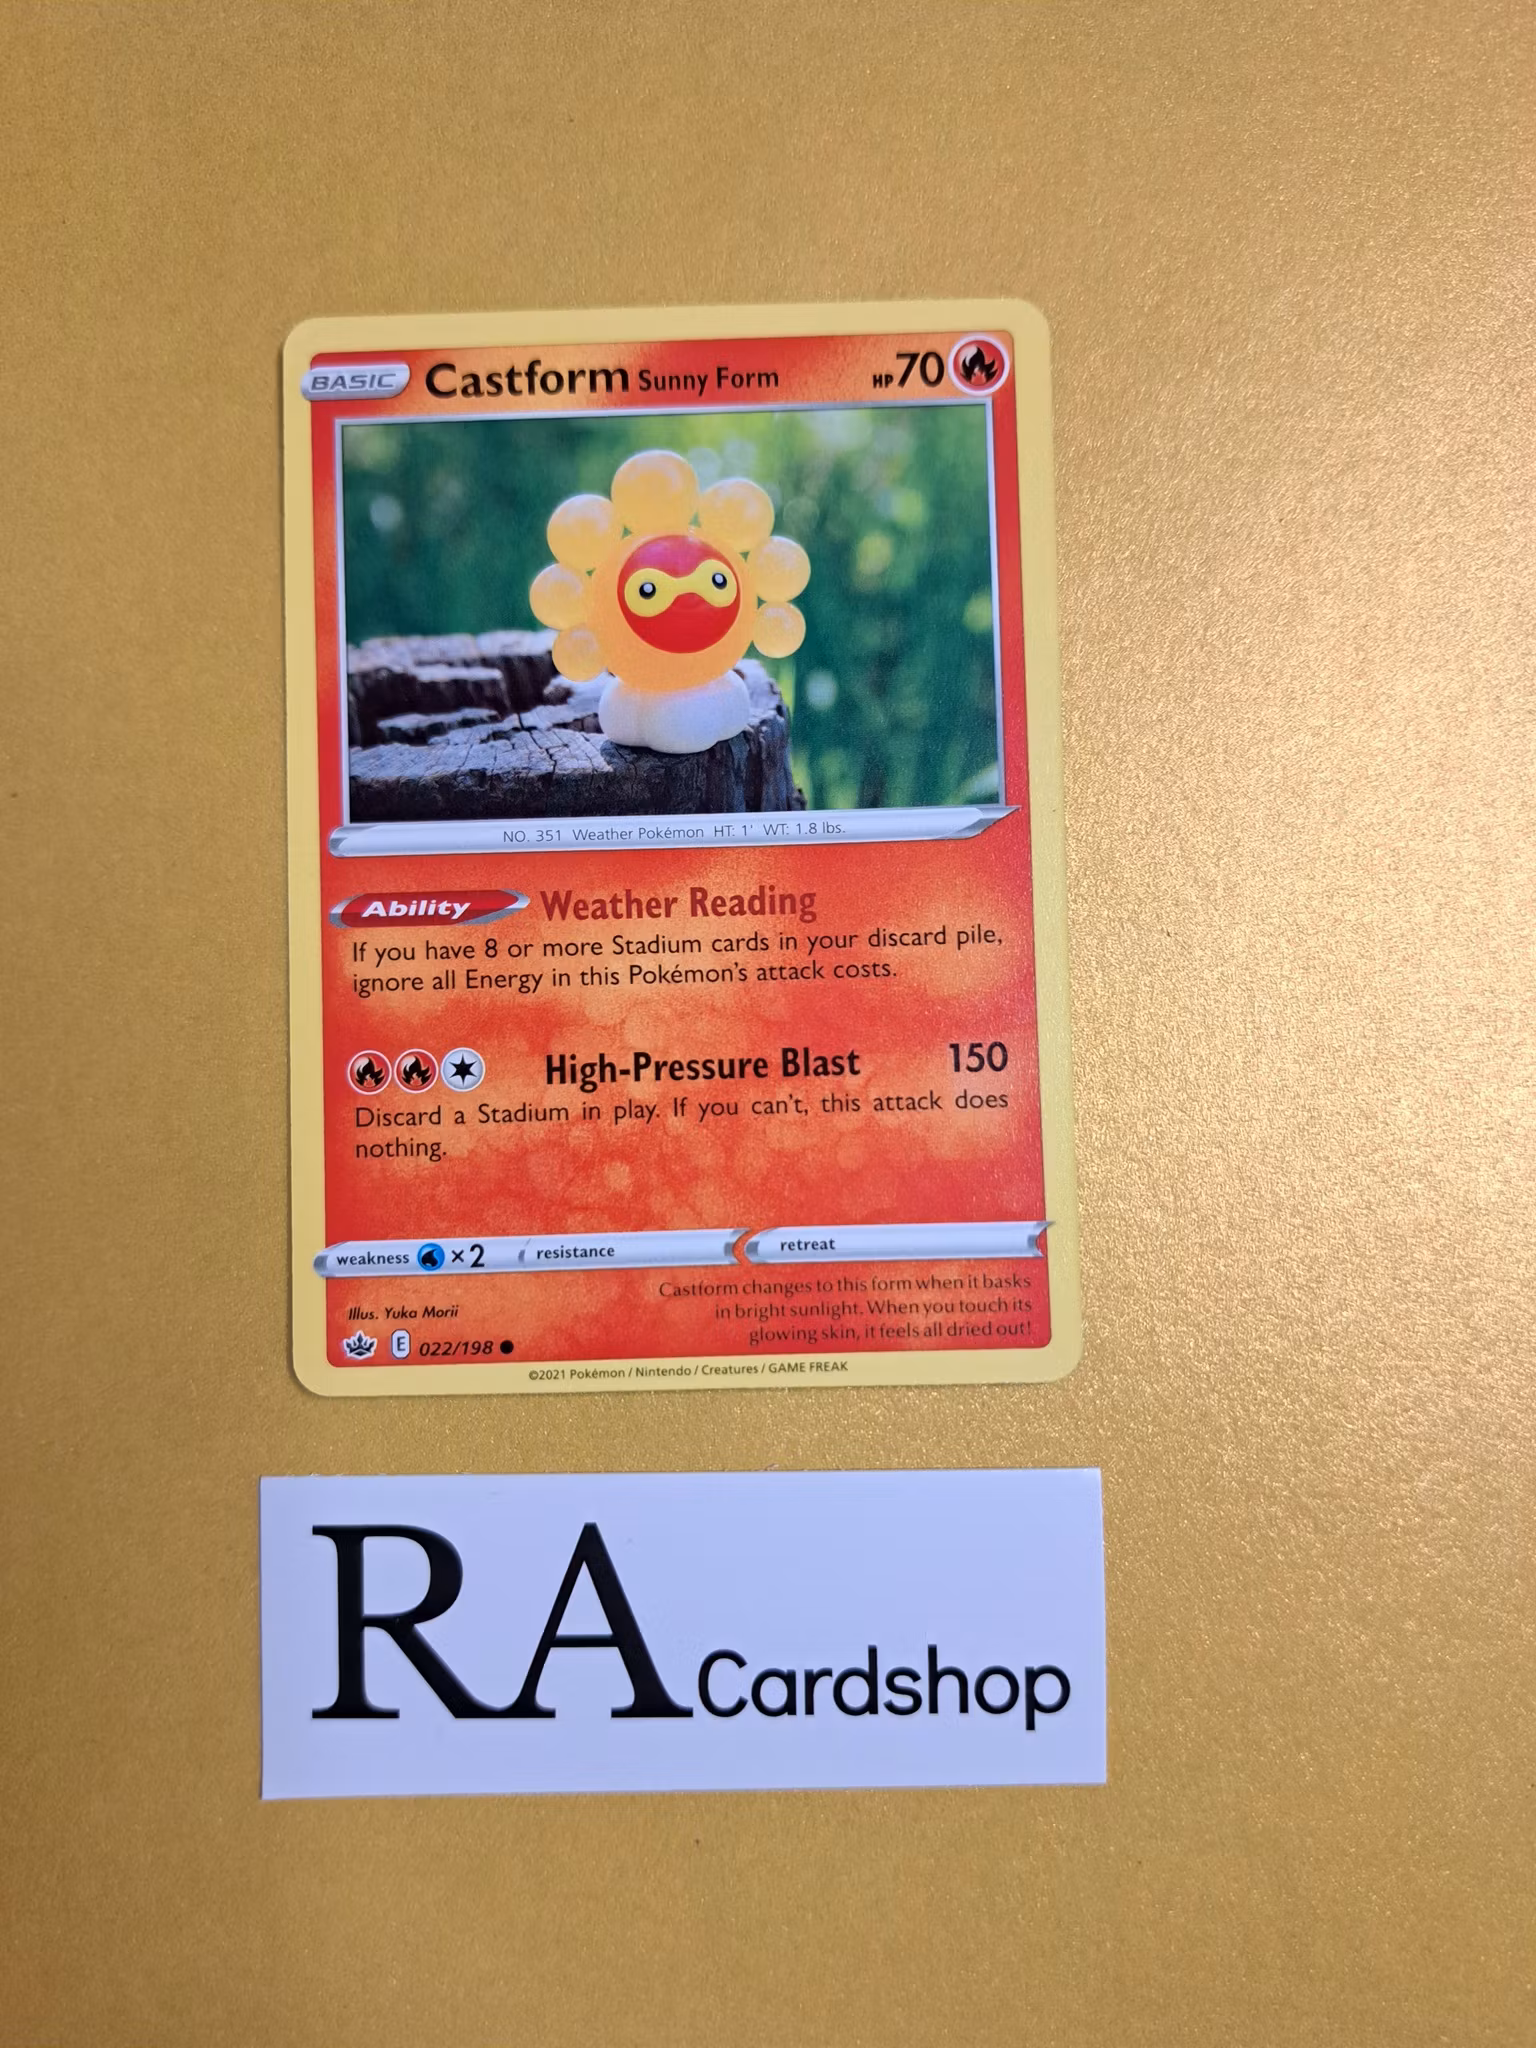 BASIC Castform Sunny Form HP 70
NO. 351 Weather Pokémon HT: 1' WT: 1.8 lbs.
Ability Weather Reading
If you have 8 or more Stadium cards in your discard pile,
ignore all Energy in this Pokémon's attack costs.
High-Pressure Blast 150
Discard a Stadium in play. If you can't, this attack does
nothing.
weakness ×2 resistance retreat
Castform changes to this form when it basks
in bright sunlight. When you touch its
glowing skin, it feels all dried out!
Illus. Yuka Morii
E 022/198
©2021 Pokémon / Nintendo / Creatures / GAME FREAK
RA Cardshop